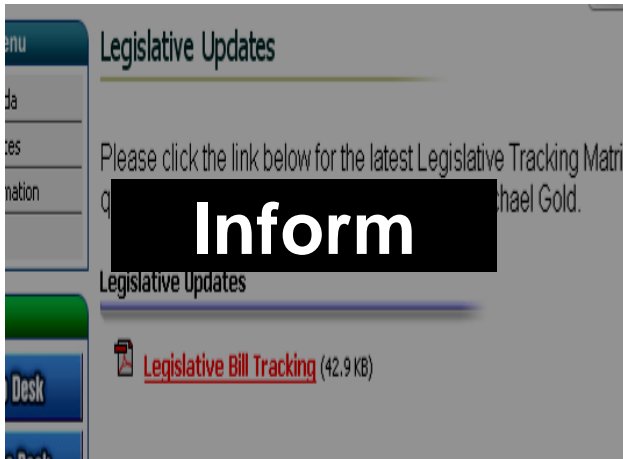 enu
Legislative Updates
da
ces
Please click the link below for the latest Legislative Tracking Matri
mation
q chael Gold.
Inform
Legislative Updates
Legislative Bill Tracking (42.9 KB)
Desk